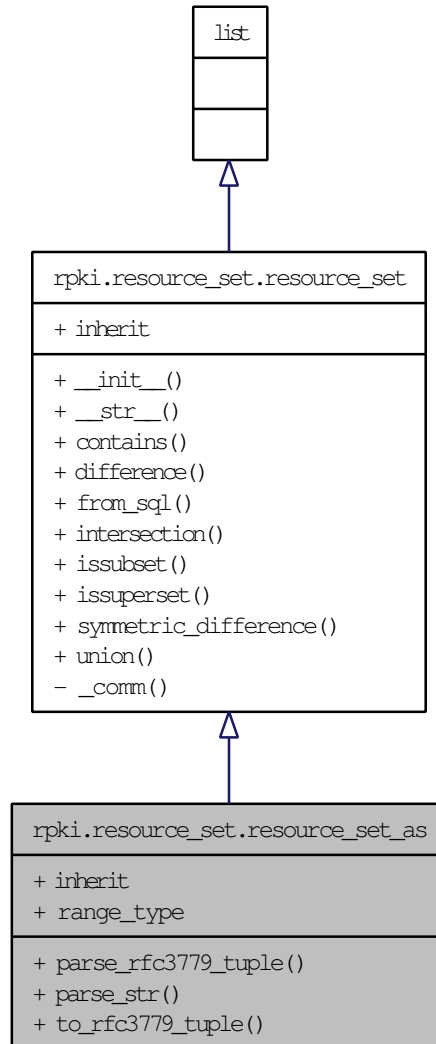 list
rpki.resource_set.resource_set
+ inherit
+ __init__()
+ __str__()
+ contains()
+ difference()
+ from_sql()
+ intersection()
+ issubset()
+ issuperset()
+ symmetric_difference()
+ union()
- _comm()
rpki.resource_set.resource_set_as
+ inherit
+ range_type
+ parse_rfc3779_tuple()
+ parse_str()
+ to_rfc3779_tuple()